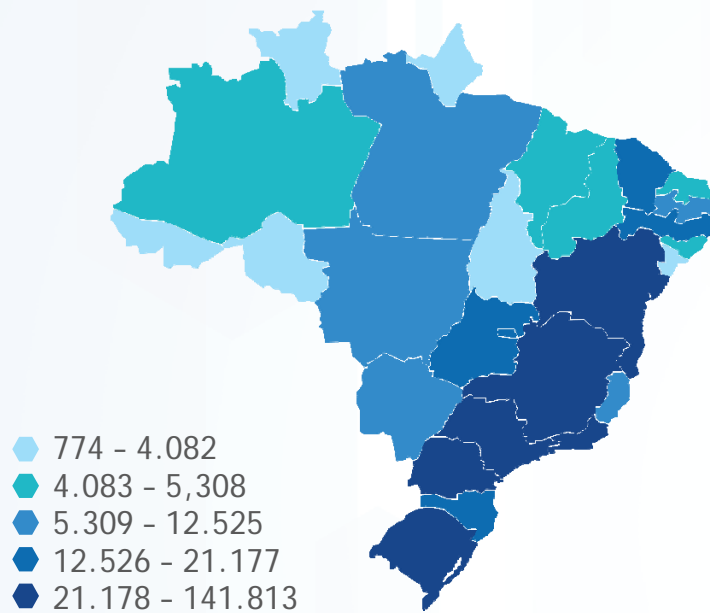 774 – 4.082
4.083 – 5,308
5.309 – 12.525
12.526 – 21.177
21.178 – 141.813